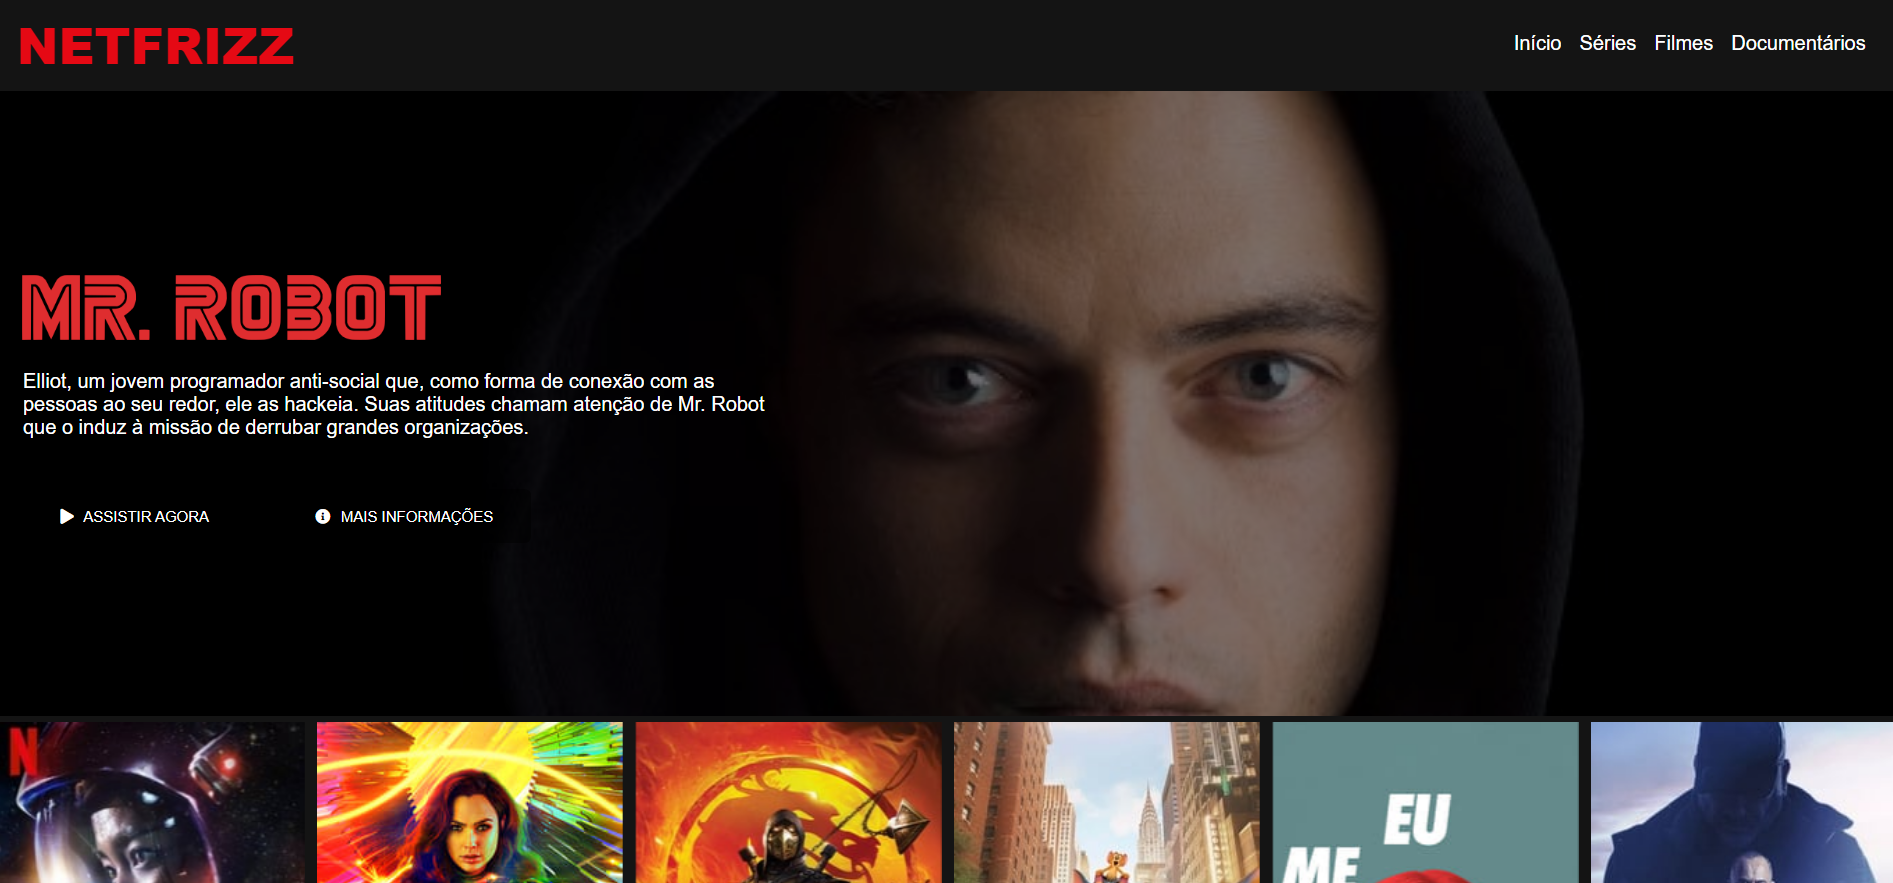 NETFRIZZ
Início Séries Filmes Documentários
MR. ROBOT
Elliot, um jovem programador anti-social que, como forma de conexão com as
pessoas ao seu redor, ele as hackeia. Suas atitudes chamam atenção de Mr. Robot
que o induz à missão de derrubar grandes organizações.
ASSISTIR AGORA
MAIS INFORMAÇÕES
N
EU
ME